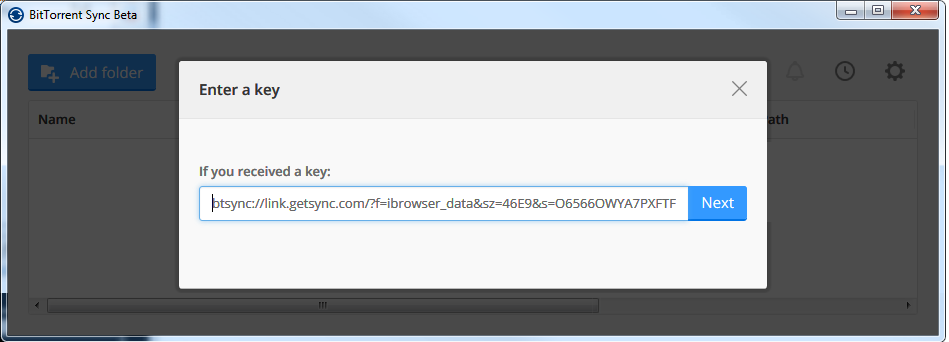 BitTorrent Sync Beta
Add folder
Enter a key
Name
ath
If you received a key:
btsync://link.getsync.com/?f=ibrowser_data&sz=46E9&s=O6566OWYA7PXFTF
Next